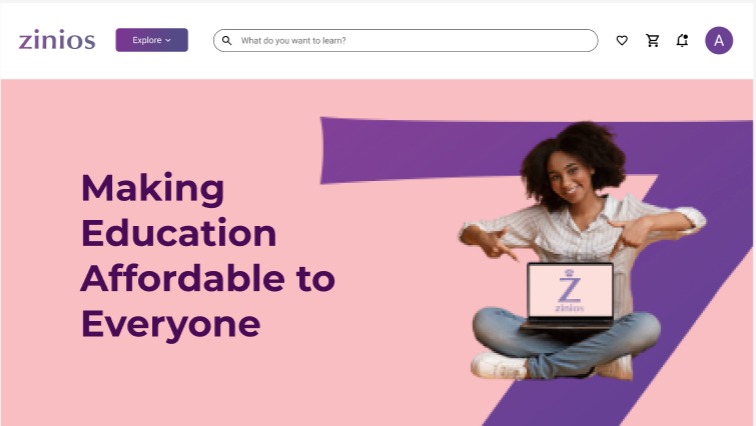 zinios
Explore
What do you want to learn?
A
Making
Education
Affordable to
Everyone
Z
zinios